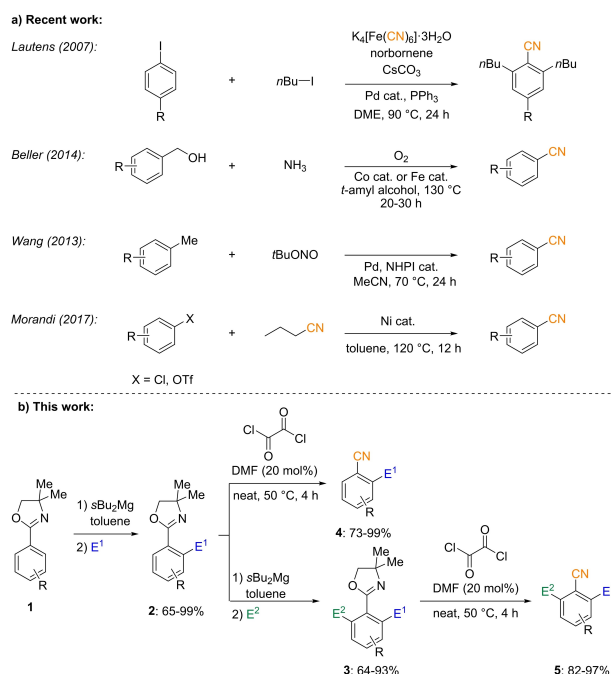 a) Recent work:
Lautens (2007):
I
R
+
nBu—I
K4[Fe(CN)6]·3H2O
norbornene
CsCO3
Pd cat., PPh3
DME, 90 °C, 24 h
CN
nBu
nBu
R
Beller (2014):
R
OH
+
NH3
O2
Co cat. or Fe cat.
t-amyl alcohol, 130 °C
20-30 h
R
CN
Wang (2013):
R
Me
+
tBuONO
Pd, NHPI cat.
MeCN, 70 °C, 24 h
R
CN
Morandi (2017):
R
X
+
CN
Ni cat.
toluene, 120 °C, 12 h
R
CN
X = Cl, OTf
b) This work:
Me
Me
O
N
R
1
1) sBu2Mg
toluene
2) E1
Me
Me
O
N
E1
R
2: 65-99%
Cl
O
O
Cl
DMF (20 mol%)
neat, 50 °C, 4 h
CN
E1
R
4: 73-99%
1) sBu2Mg
toluene
2) E2
Me
Me
O
N
E2
E1
R
3: 64-93%
Cl
O
O
Cl
DMF (20 mol%)
neat, 50 °C, 4 h
CN
E2
E
R
5: 82-97%